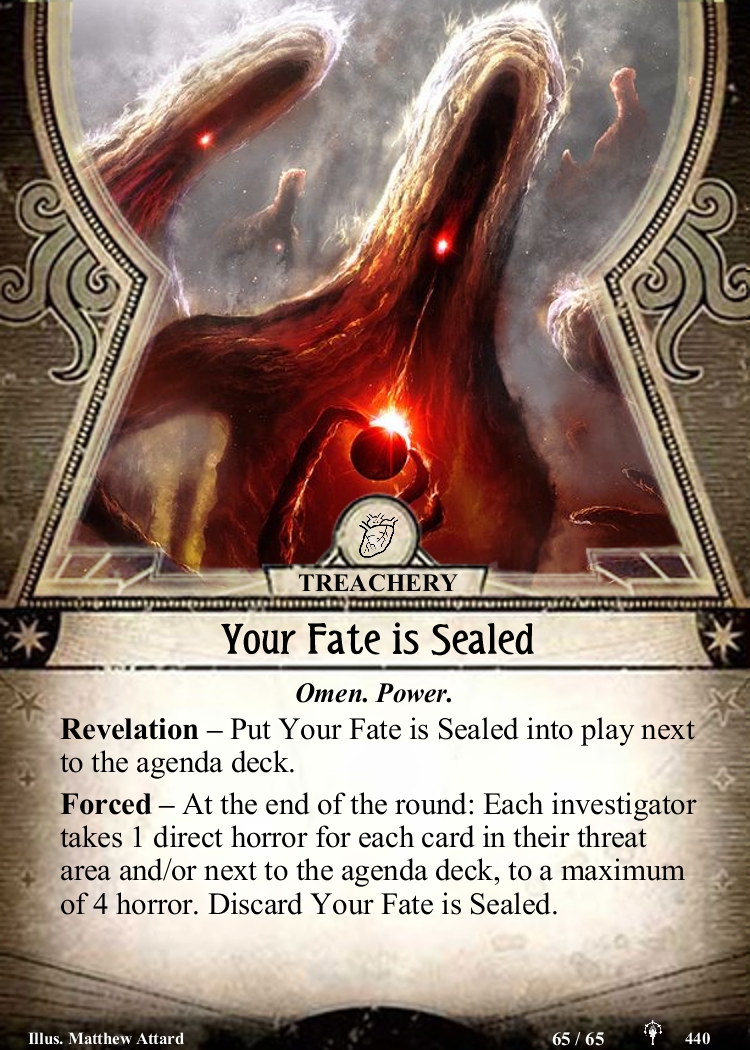 TREACHERY
Your Fate is Sealed
Omen. Power.
Revelation – Put Your Fate is Sealed into play next
to the agenda deck.
Forced – At the end of the round: Each investigator
takes 1 direct horror for each card in their threat
area and/or next to the agenda deck, to a maximum
of 4 horror. Discard Your Fate is Sealed.
Illus. Matthew Attard 65 / 65 440